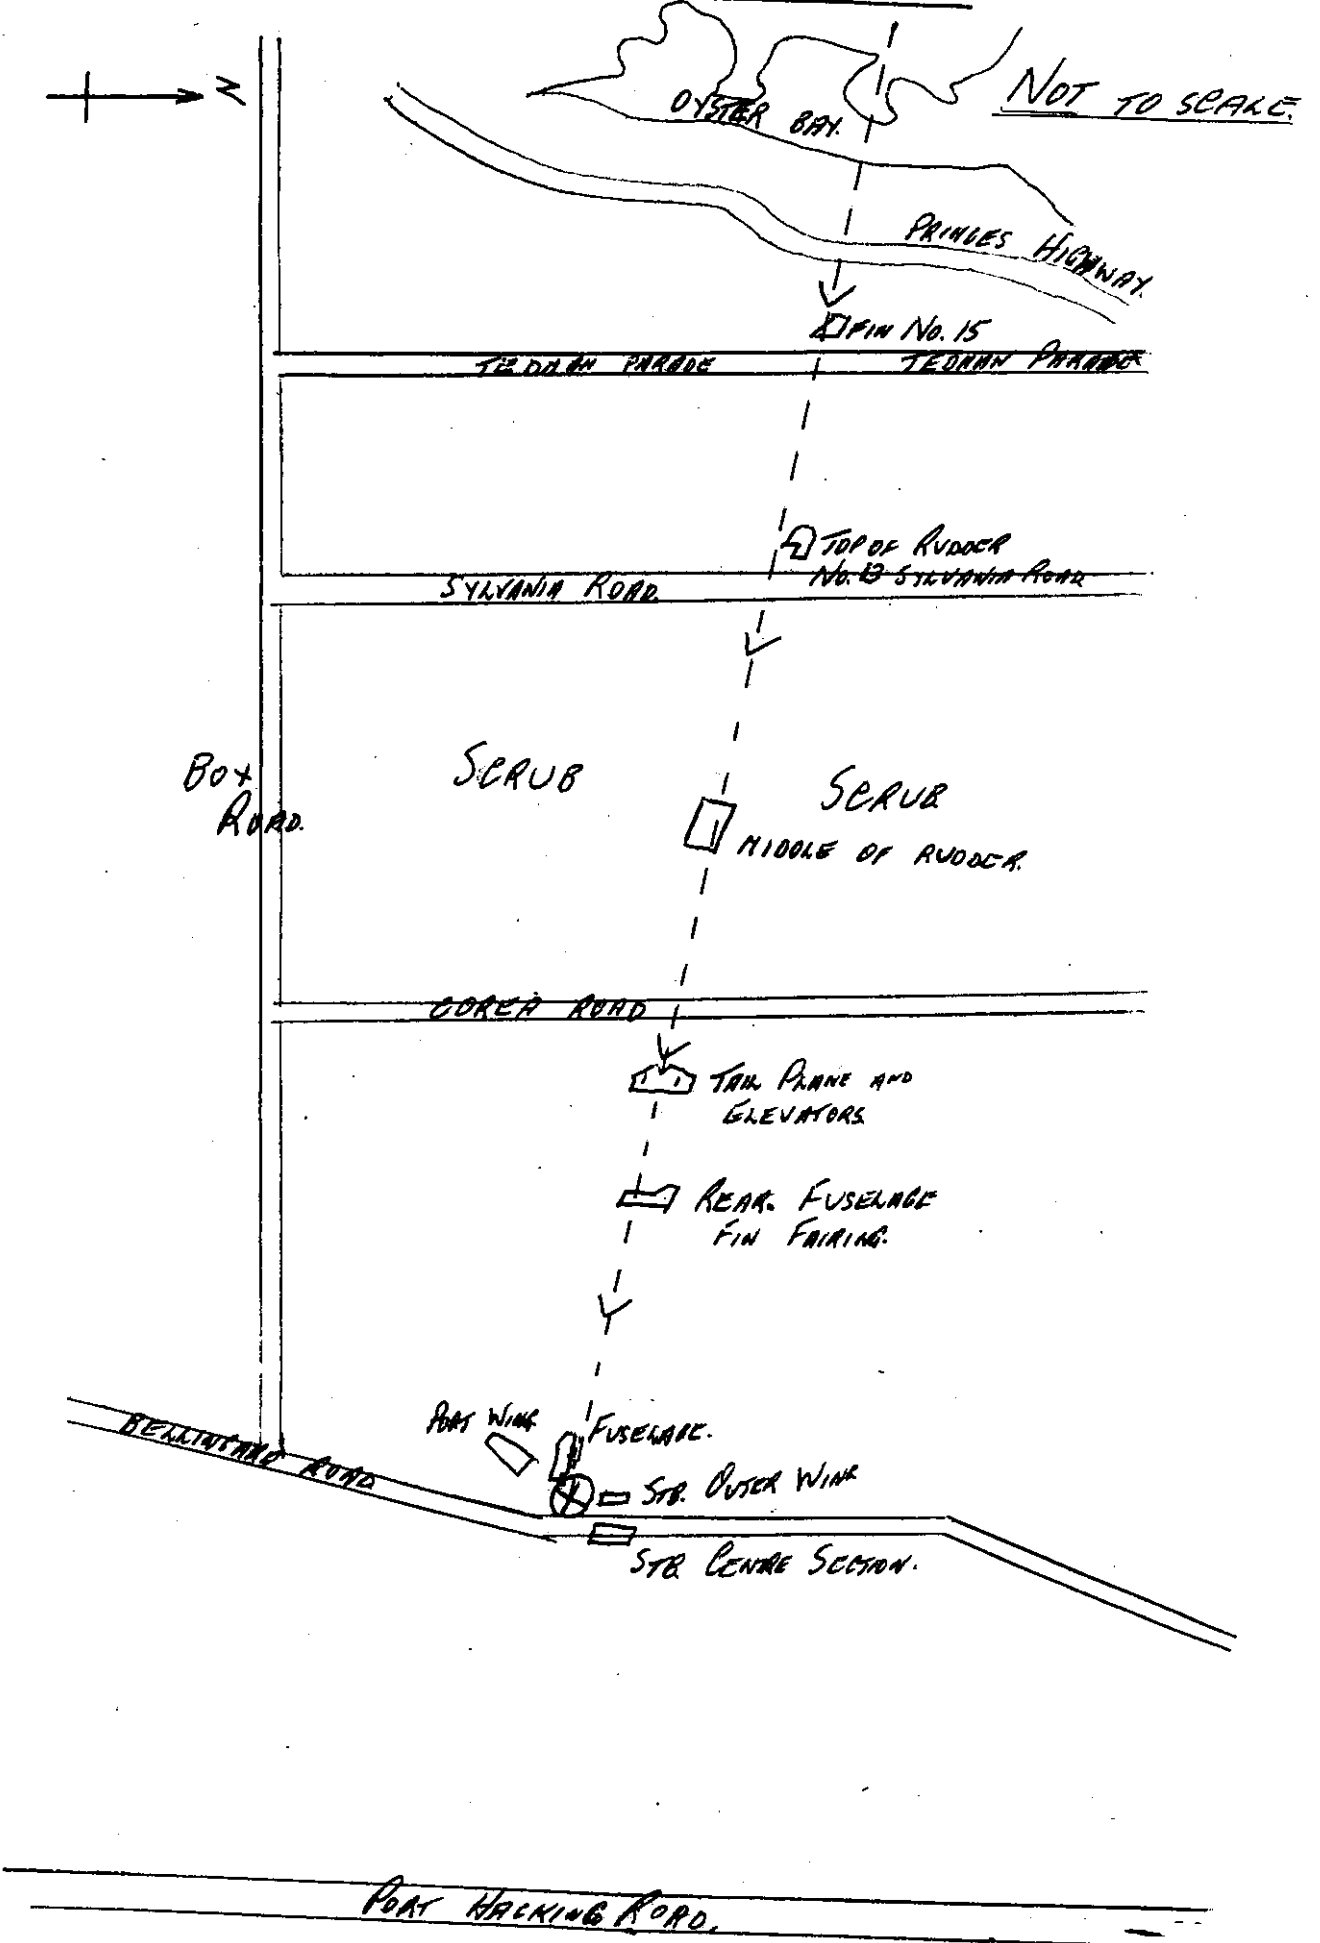 N
NOT TO SCALE.
OYSTER BAY.
PRINCES HIGHWAY.
FIN No. 15
TEDMAN PARADE
TEDMAN PARADE
TOP OF RUDDER
No. 13 SYLVANIA ROAD
SYLVANIA ROAD.
SCRUB
SCRUB
BOX
ROAD.
MIDDLE OF RUDDER.
COREA ROAD
TAIL PLANE AND
ELEVATORS
REAR. FUSELAGE
FIN FAIRING.
PORT WING
FUSELAGE.
BELLINGARD ROAD
STB. OUTER WING
STB CENTRE SECTION.
PORT HACKING ROAD.